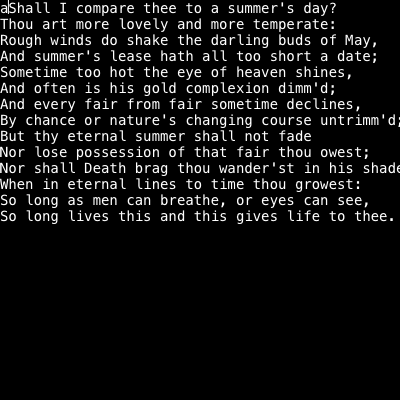 aShall I compare thee to a summer's day?
Thou art more lovely and more temperate:
Rough winds do shake the darling buds of May,
And summer's lease hath all too short a date;
Sometime too hot the eye of heaven shines,
And often is his gold complexion dimm'd;
And every fair from fair sometime declines,
By chance or nature's changing course untrimm'd;
But thy eternal summer shall not fade
Nor lose possession of that fair thou owest;
Nor shall Death brag thou wander'st in his shade
When in eternal lines to time thou growest:
So long as men can breathe, or eyes can see,
So long lives this and this gives life to thee.